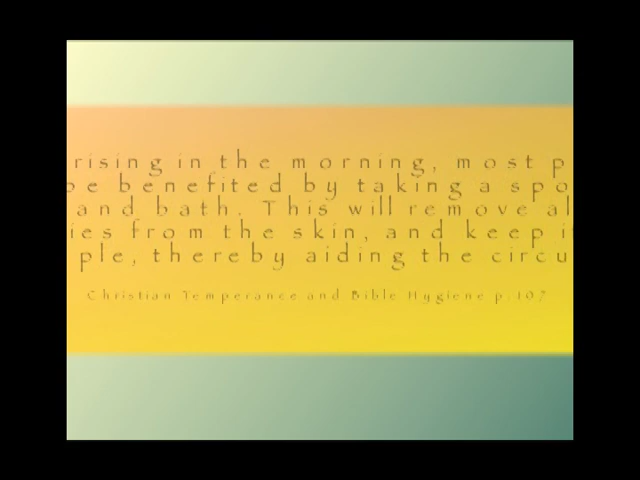 rising in the morning, most p
be benefited by taking a spo
and bath. This will remove al
ies from the skin, and keep i
ple, thereby aiding the circu
Christian Temperance and Bible Hygiene p.107